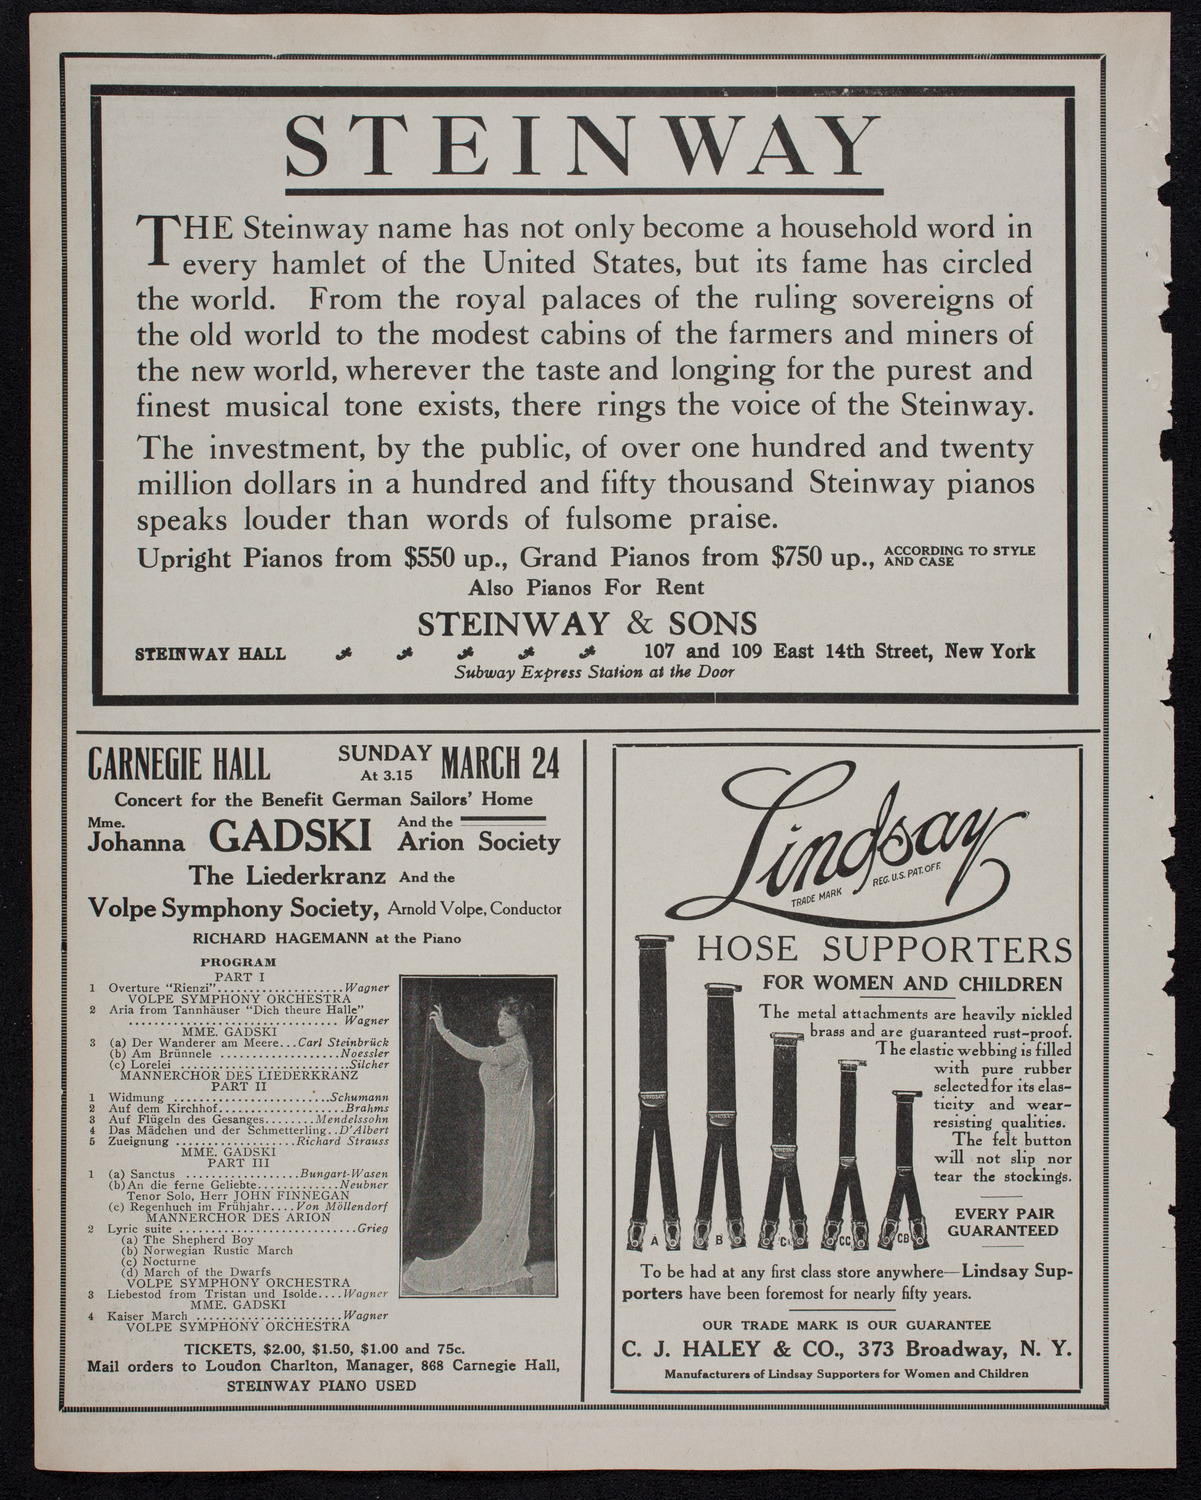 STEINWAY
THE Steinway name has not only become a household word in
every hamlet of the United States, but its fame has circled
the world. From the royal palaces of the ruling sovereigns of
the old world to the modest cabins of the farmers and miners of
the new world, wherever the taste and longing for the purest and
finest musical tone exists, there rings the voice of the Steinway.
The investment, by the public, of over one hundred and twenty
million dollars in a hundred and fifty thousand Steinway pianos
speaks louder than words of fulsome praise.
Upright Pianos from $550 up., Grand Pianos from $750 up., ACCORDING TO STYLE AND CASE
Also Pianos For Rent
STEINWAY & SONS
STEINWAY HALL 107 and 109 East 14th Street, New York
Subway Express Station at the Door
CARNEGIE HALL SUNDAY At 3.15 MARCH 24
Concert for the Benefit German Sailors' Home
Mme. Johanna GADSKI And the Arion Society
The Liederkranz And the
Volpe Symphony Society, Arnold Volpe, Conductor
RICHARD HAGEMANN at the Piano
PROGRAM
PART I
1 Overture "Rienzi"...................Wagner
VOLPE SYMPHONY ORCHESTRA
2 Aria from Tannhäuser "Dich theure Halle"
.............................. Wagner
MME. GADSKI
3 (a) Der Wanderer am Meere...Carl Steinbrück
(b) Am Brünnele ..................Noessler
(c) Lorelei .........................Silcher
MANNERCHOR DES LIEDERKRANZ
PART II
1 Widmung ........................Schumann
2 Auf dem Kirchhof...................Brahms
3 Auf Flügeln des Gesanges........Mendelssohn
4 Das Mädchen und der Schmetterling..D'Albert
5 Zueignung ..................Richard Strauss
MME. GADSKI
PART III
1 (a) Sanctus .................Bungart-Wasen
(b) An die ferne Geliebte.............Neubner
Tenor Solo, Herr JOHN FINNEGAN
(c) Regenhuch im Frühjahr....Von Möllendorf
MANNERCHOR DES ARION
2 Lyric suite ..........................Grieg
(a) The Shepherd Boy
(b) Norwegian Rustic March
(c) Nocturne
(d) March of the Dwarfs
VOLPE SYMPHONY ORCHESTRA
3 Liebestod from Tristan und Isolde....Wagner
MME. GADSKI
4 Kaiser March ......................Wagner
VOLPE SYMPHONY ORCHESTRA
TICKETS, $2.00, $1.50, $1.00 and 75c.
Mail orders to Loudon Charlton, Manager, 868 Carnegie Hall,
STEINWAY PIANO USED
Lindsay
TRADE MARK REG. U.S. PAT. OFF.
HOSE SUPPORTERS
FOR WOMEN AND CHILDREN
The metal attachments are heavily nickled
brass and are guaranteed rust-proof.
The elastic webbing is filled
with pure rubber
selected for its elas-
ticity and wear-
resisting qualities.
The felt button
will not slip nor
tear the stockings.
EVERY PAIR
GUARANTEED
A B C CC CB
To be had at any first class store anywhere—Lindsay Sup-
porters have been foremost for nearly fifty years.
OUR TRADE MARK IS OUR GUARANTEE
C. J. HALEY & CO., 373 Broadway, N. Y.
Manufacturers of Lindsay Supporters for Women and Children